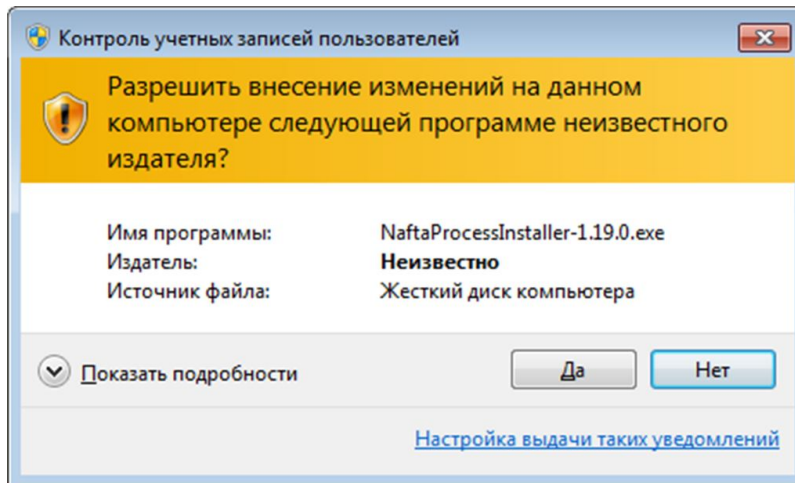 Контроль учетных записей пользователей
Разрешить внесение изменений на данном
компьютере следующей программе неизвестного
издателя?
Имя программы: NaftaProcessInstaller-1.19.0.exe
Издатель: Неизвестно
Источник файла: Жесткий диск компьютера
Показать подробности
Да
Нет
Настройка выдачи таких уведомлений